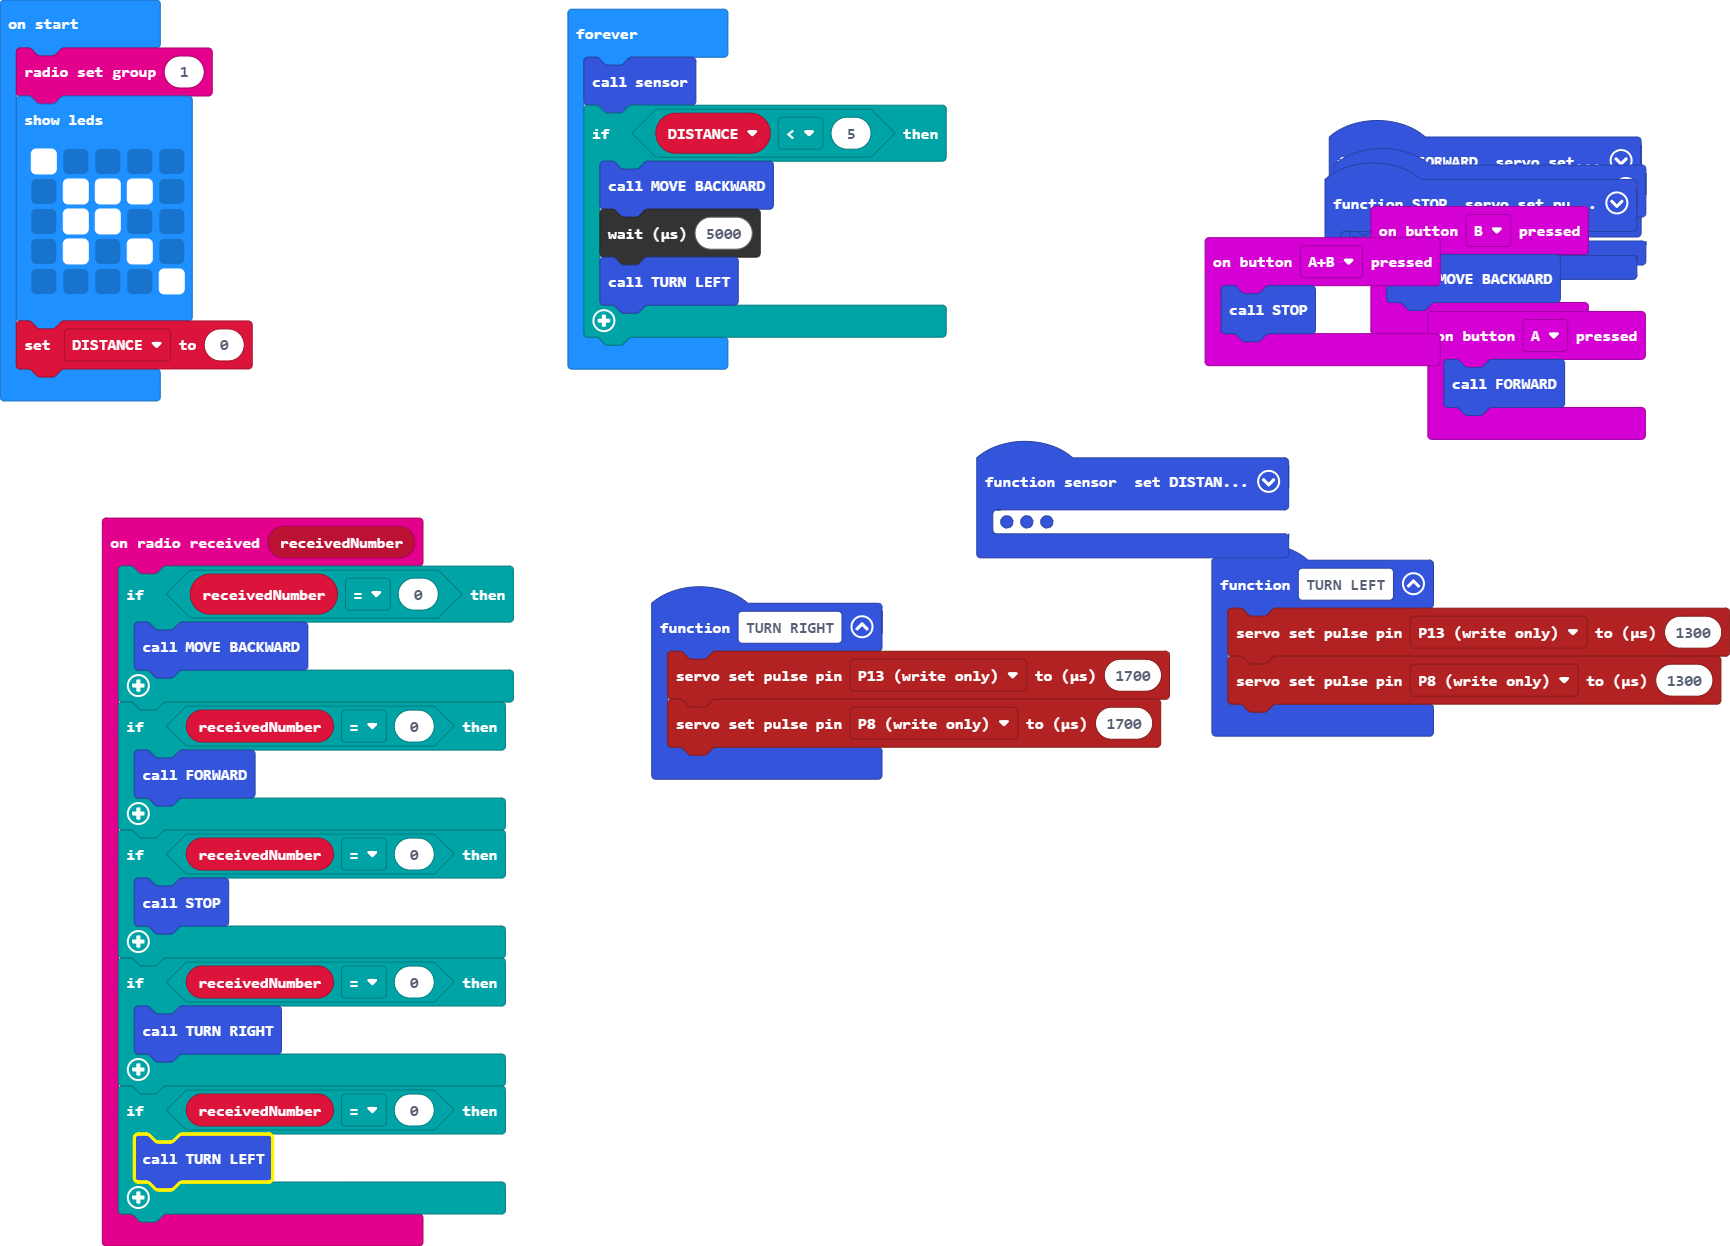 on start
radio set group 1
show leds
set DISTANCE to 0
forever
call sensor
if DISTANCE < 5 then
call MOVE BACKWARD
wait (µs) 5000
call TURN LEFT
FORWARD servo set...
function STOP servo set pu...
on button B pressed
MOVE BACKWARD
on button A+B pressed
call STOP
on button A pressed
call FORWARD
function sensor set DISTAN...
on radio received receivedNumber
if receivedNumber = 0 then
call MOVE BACKWARD
if receivedNumber = 0 then
call FORWARD
if receivedNumber = 0 then
call STOP
if receivedNumber = 0 then
call TURN RIGHT
if receivedNumber = 0 then
call TURN LEFT
function TURN RIGHT
servo set pulse pin P13 (write only) to (µs) 1700
servo set pulse pin P8 (write only) to (µs) 1700
function TURN LEFT
servo set pulse pin P13 (write only) to (µs) 1300
servo set pulse pin P8 (write only) to (µs) 1300